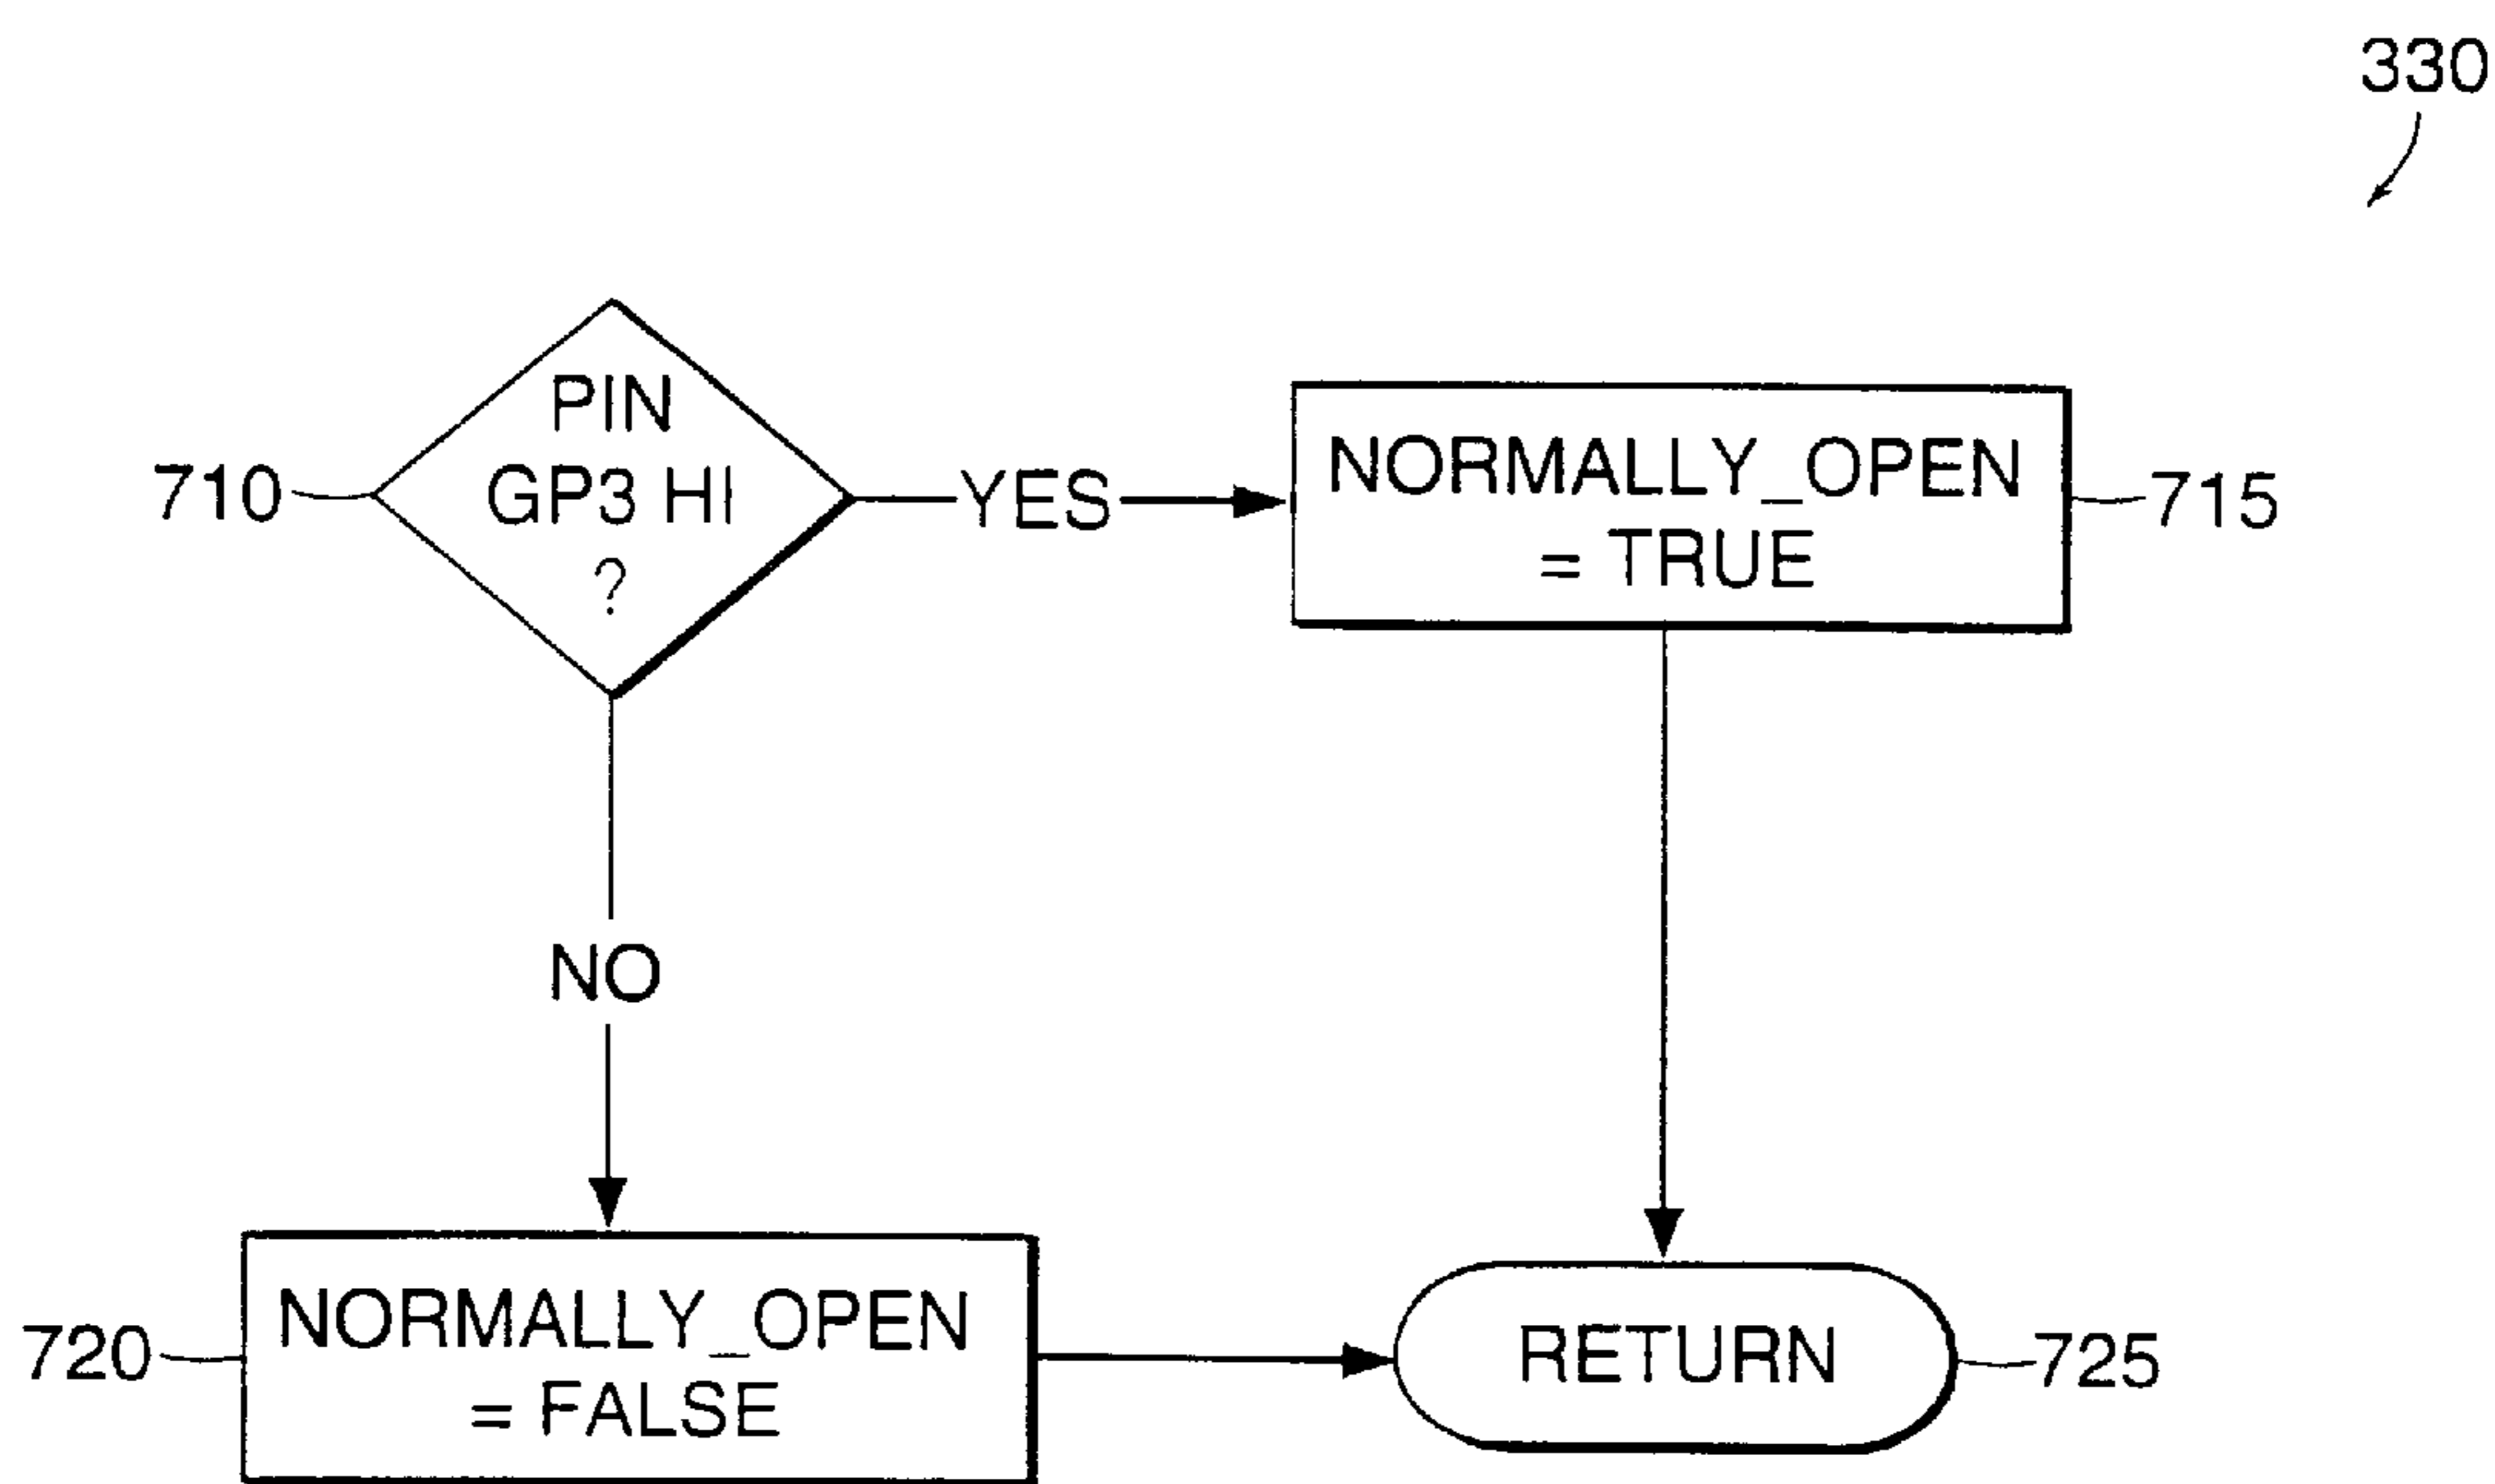 330
PIN
GP3 HI
?
710
YES
NORMALLY_OPEN
= TRUE
715
NO
NORMALLY_OPEN
= FALSE
720
RETURN
725